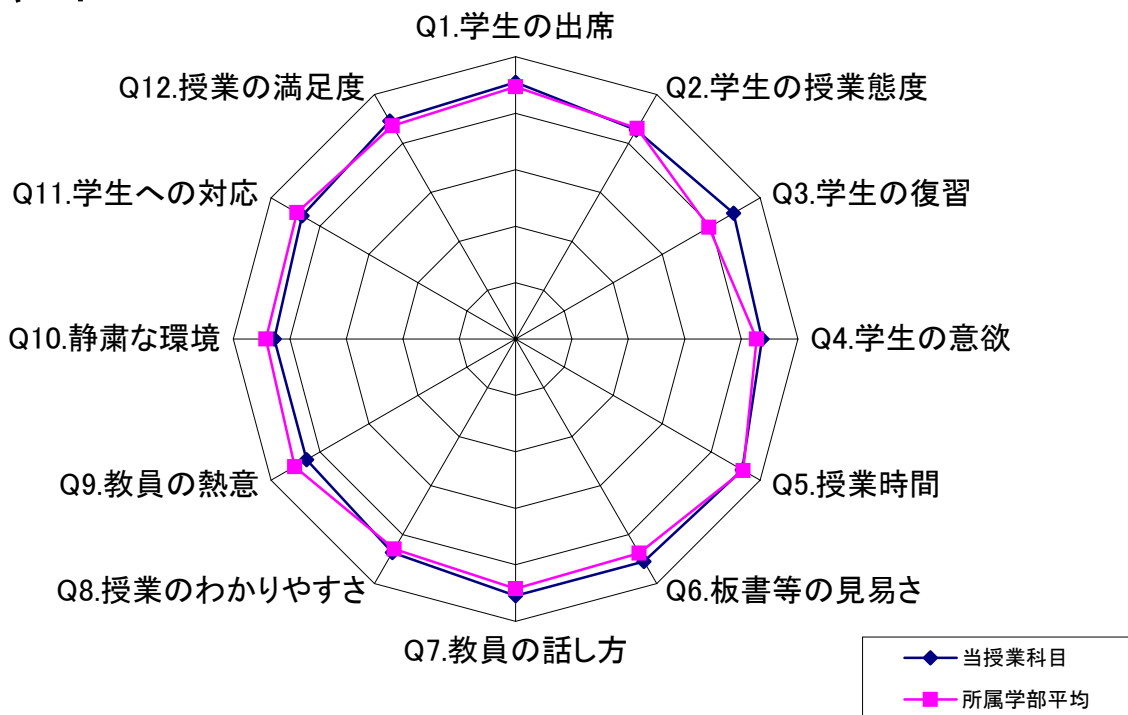 Q1.学生の出席
Q2.学生の授業態度
Q3.学生の復習
Q4.学生の意欲
Q5.授業時間
Q6.板書等の見易さ
Q7.教員の話し方
Q8.授業のわかりやすさ
Q9.教員の熱意
Q10.静粛な環境
Q11.学生への対応
Q12.授業の満足度
当授業科目
所属学部平均